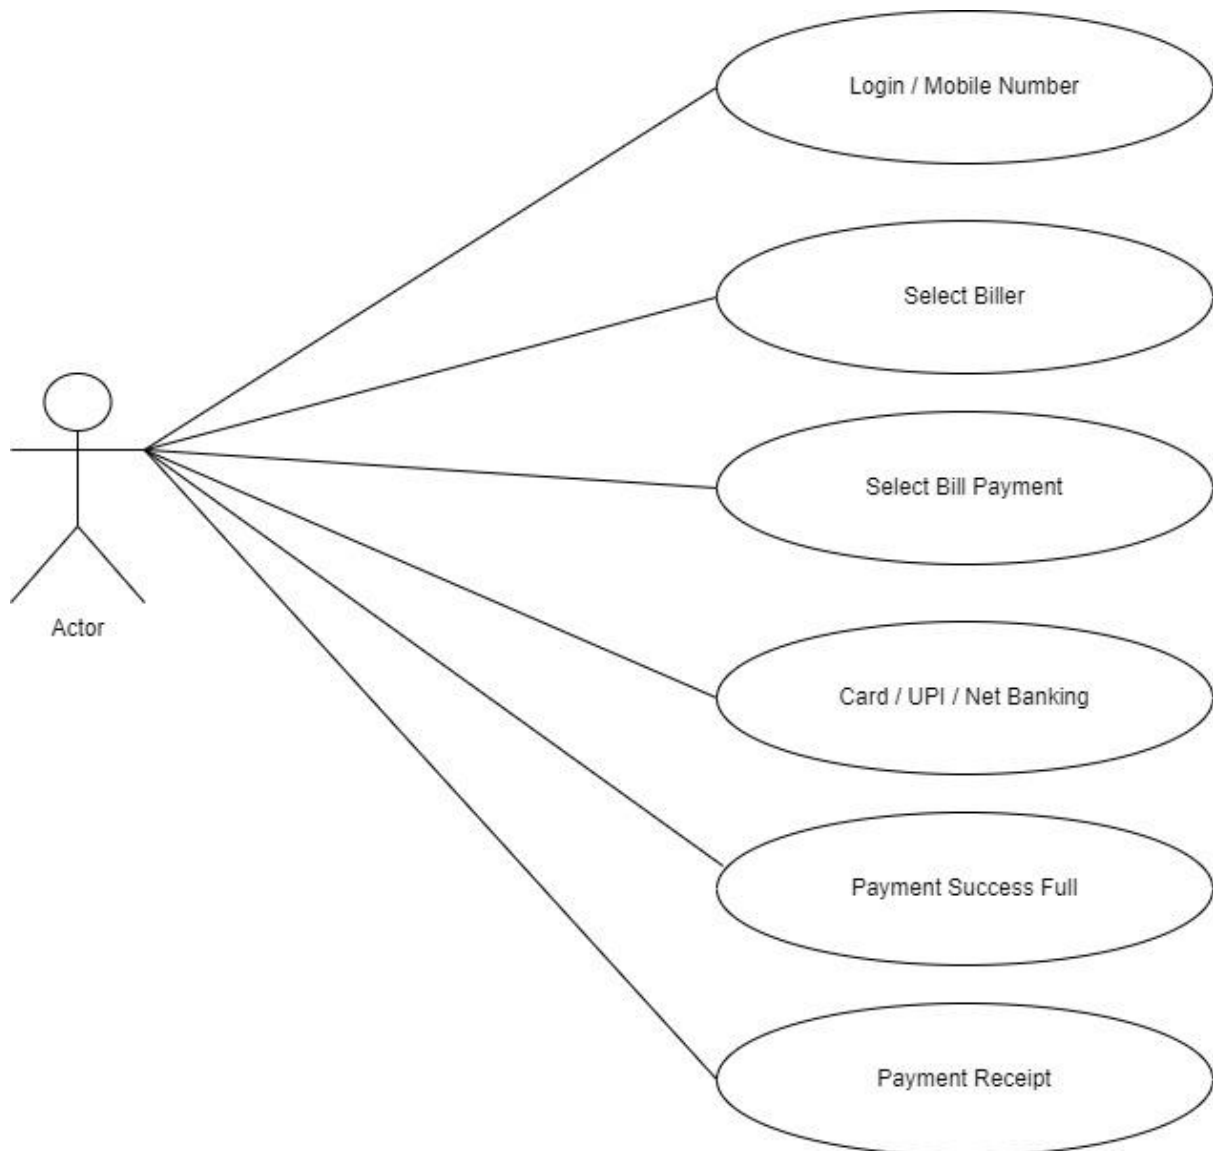 Login / Mobile Number
Select Biller
Select Bill Payment
Actor
Card / UPI / Net Banking
Payment Success Full
Payment Receipt